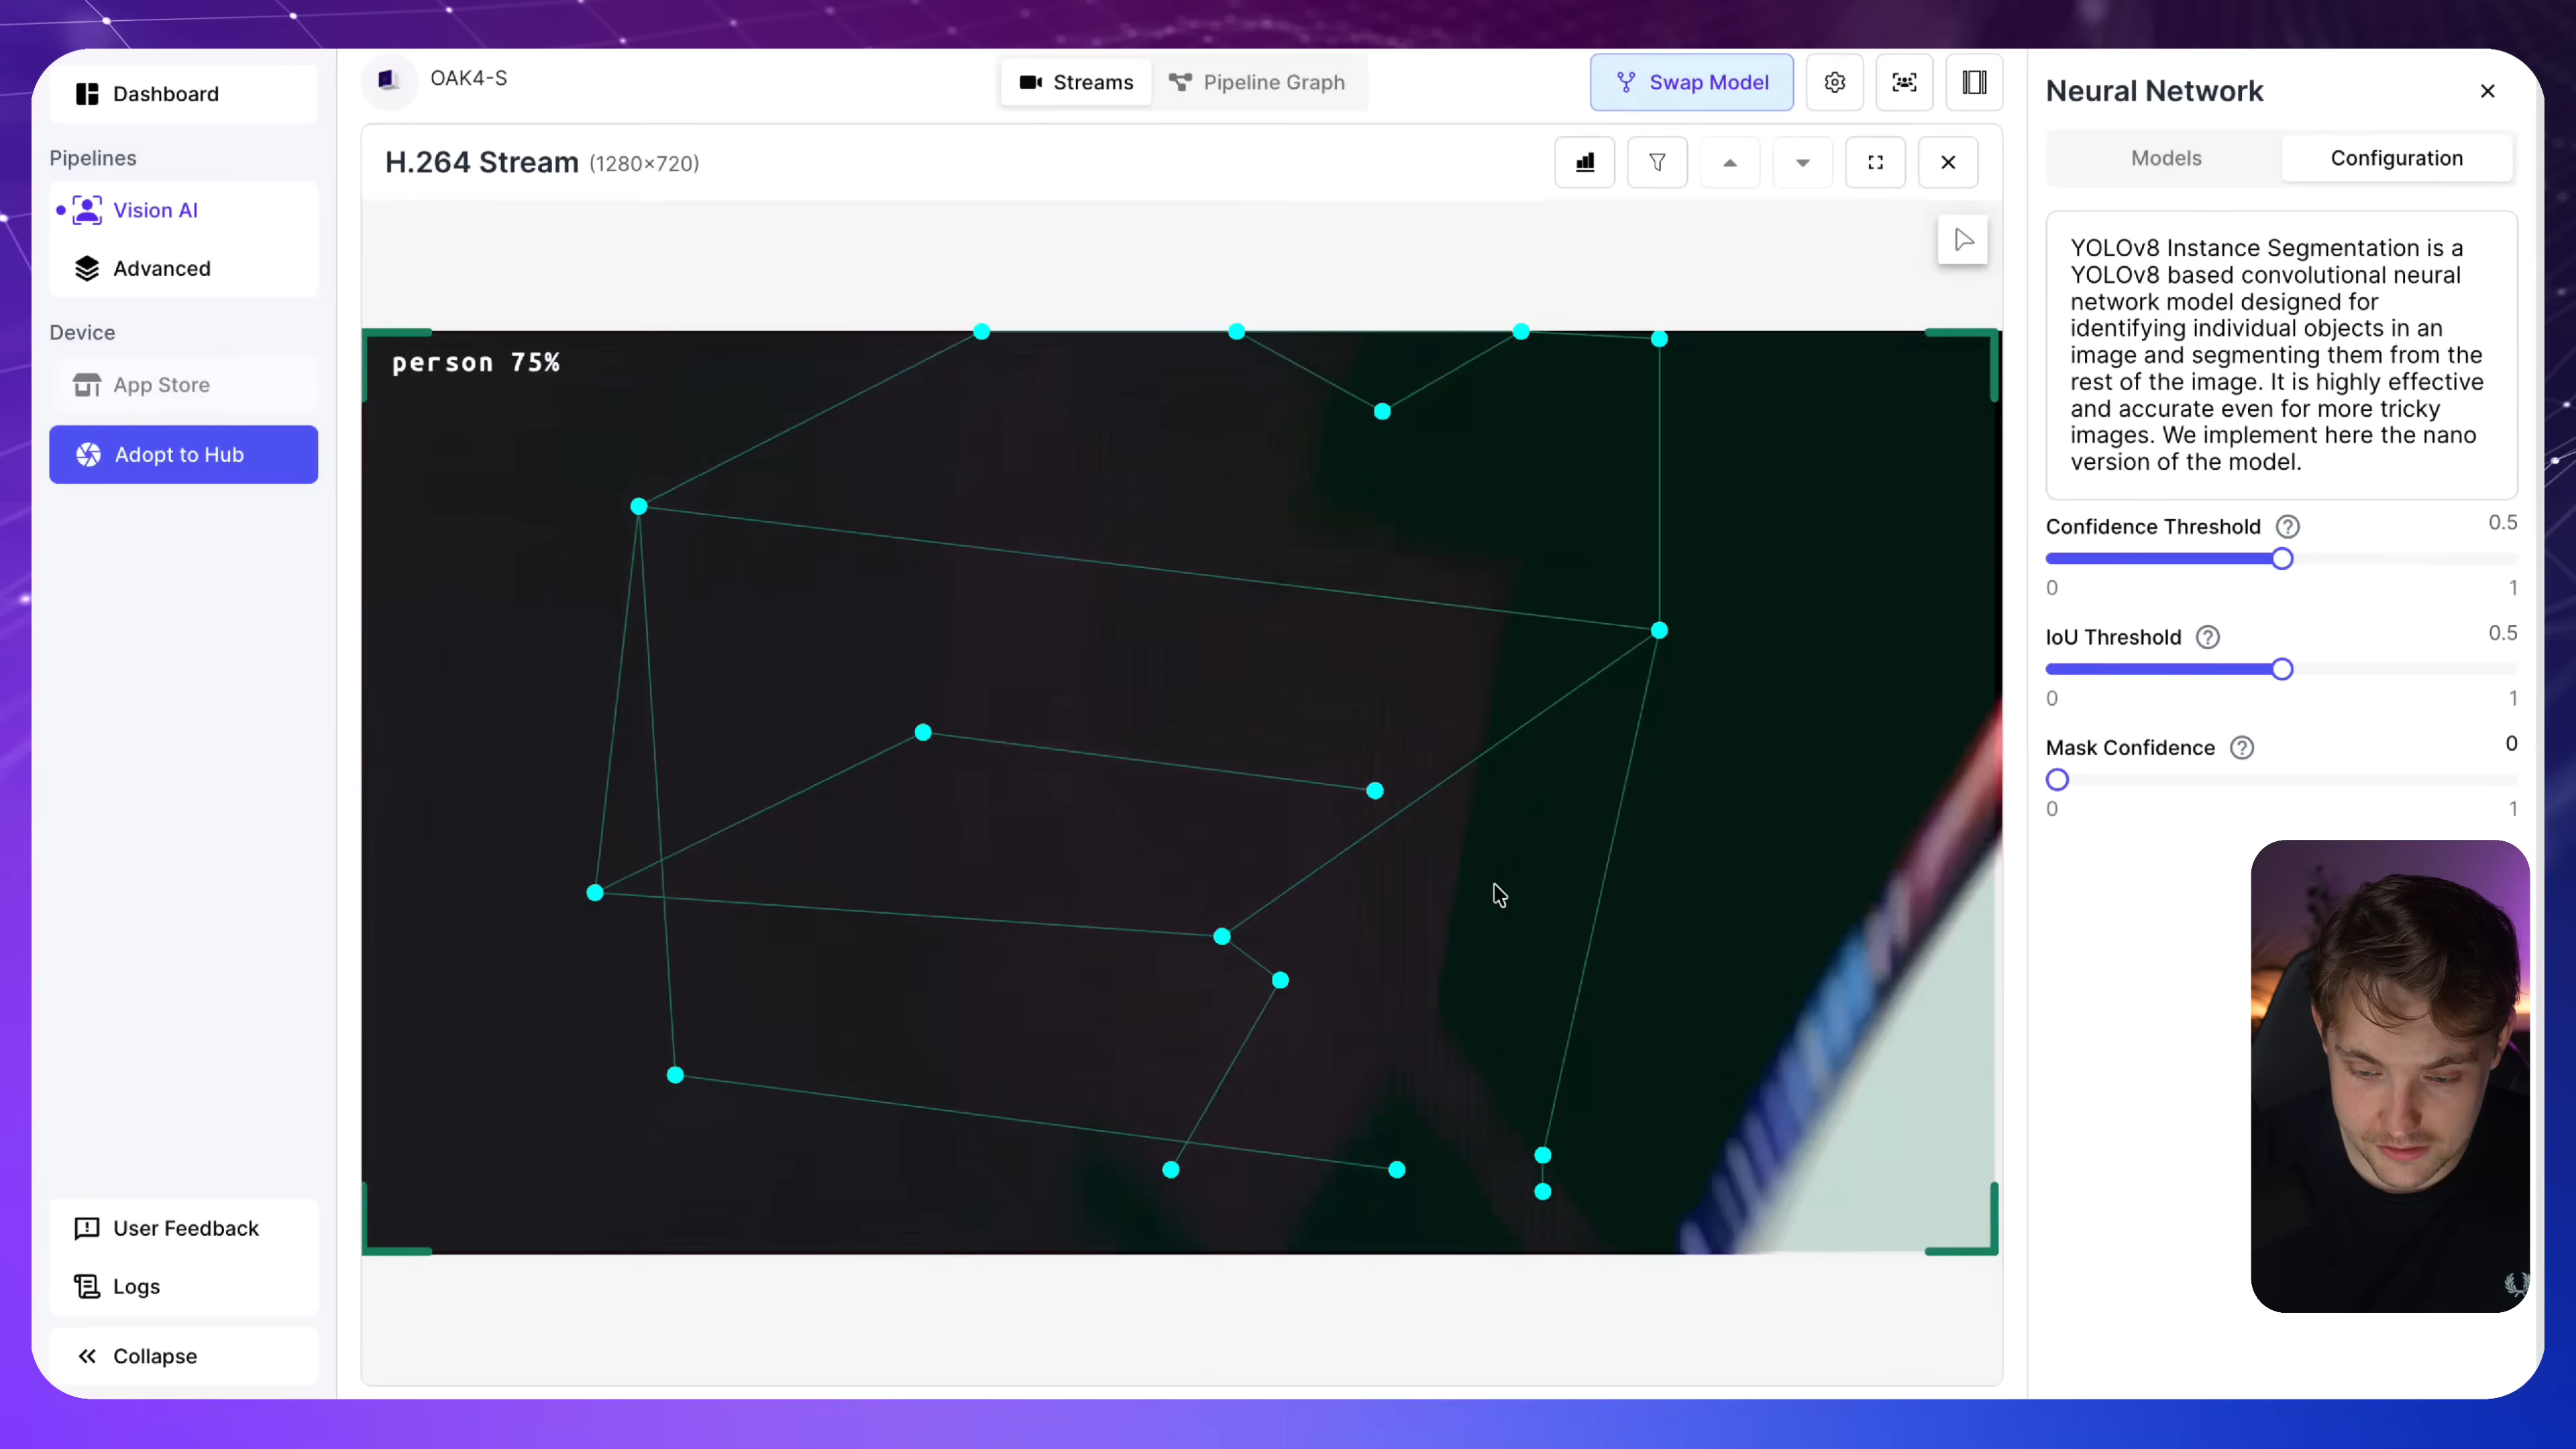 Dashboard
Pipelines
Vision AI
Advanced
Device
App Store
Adopt to Hub
User Feedback
Logs
Collapse
OAK4-S
Streams
Pipeline Graph
Swap Model
H.264 Stream (1280×720)
person 75%
Neural Network
Models
Configuration
YOLOv8 Instance Segmentation is a
YOLOv8 based convolutional neural
network model designed for
identifying individual objects in an
image and segmenting them from the
rest of the image. It is highly effective
and accurate even for more tricky
images. We implement here the nano
version of the model.
Confidence Threshold ? 0.5
0 1
IoU Threshold ? 0.5
0 1
Mask Confidence ? 0
0 1